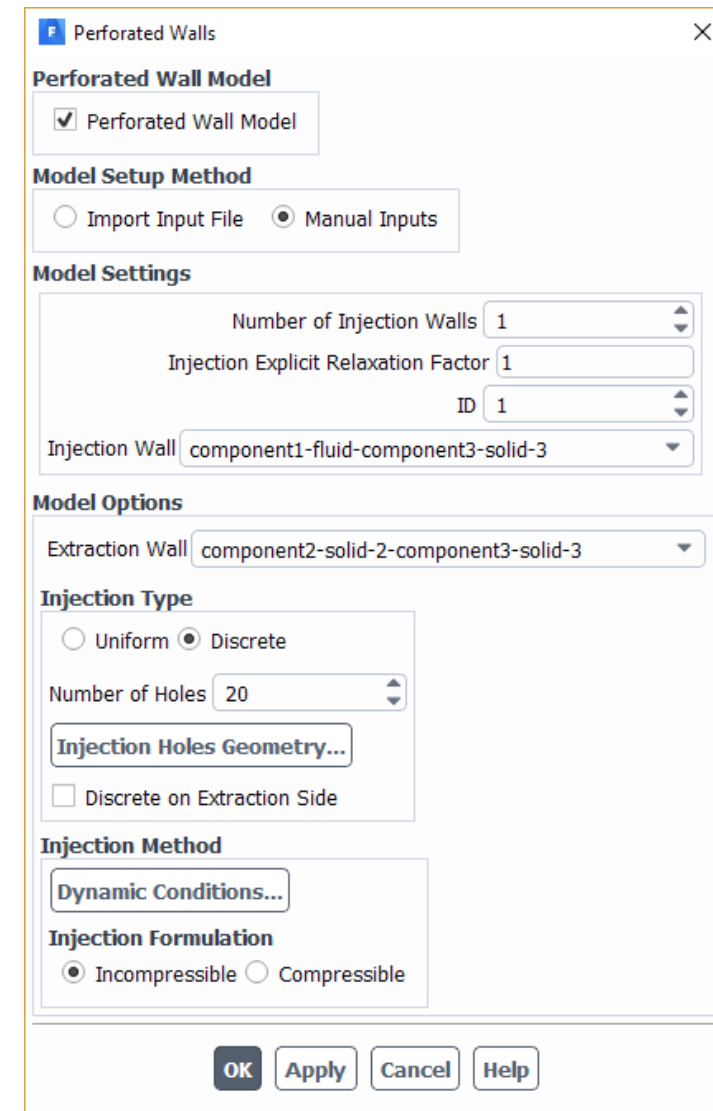 F Perforated Walls
Perforated Wall Model
Perforated Wall Model
Model Setup Method
Import Input File Manual Inputs
Model Settings
Number of Injection Walls 1
Injection Explicit Relaxation Factor 1
ID 1
Injection Wall component1-fluid-component3-solid-3
Model Options
Extraction Wall component2-solid-2-component3-solid-3
Injection Type
Uniform Discrete
Number of Holes 20
Injection Holes Geometry...
Discrete on Extraction Side
Injection Method
Dynamic Conditions...
Injection Formulation
Incompressible Compressible
OK Apply Cancel Help